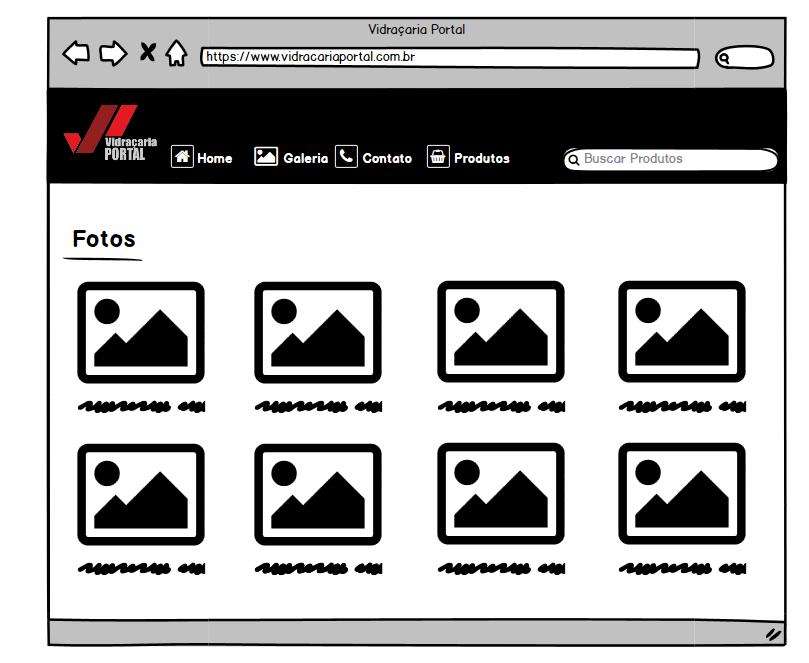 Vidraçaria Portal
https://www.vidracariaportal.com.br
Vidraçaria
PORTAL
Home
Galeria
Contato
Produtos
Buscar Produtos
Fotos